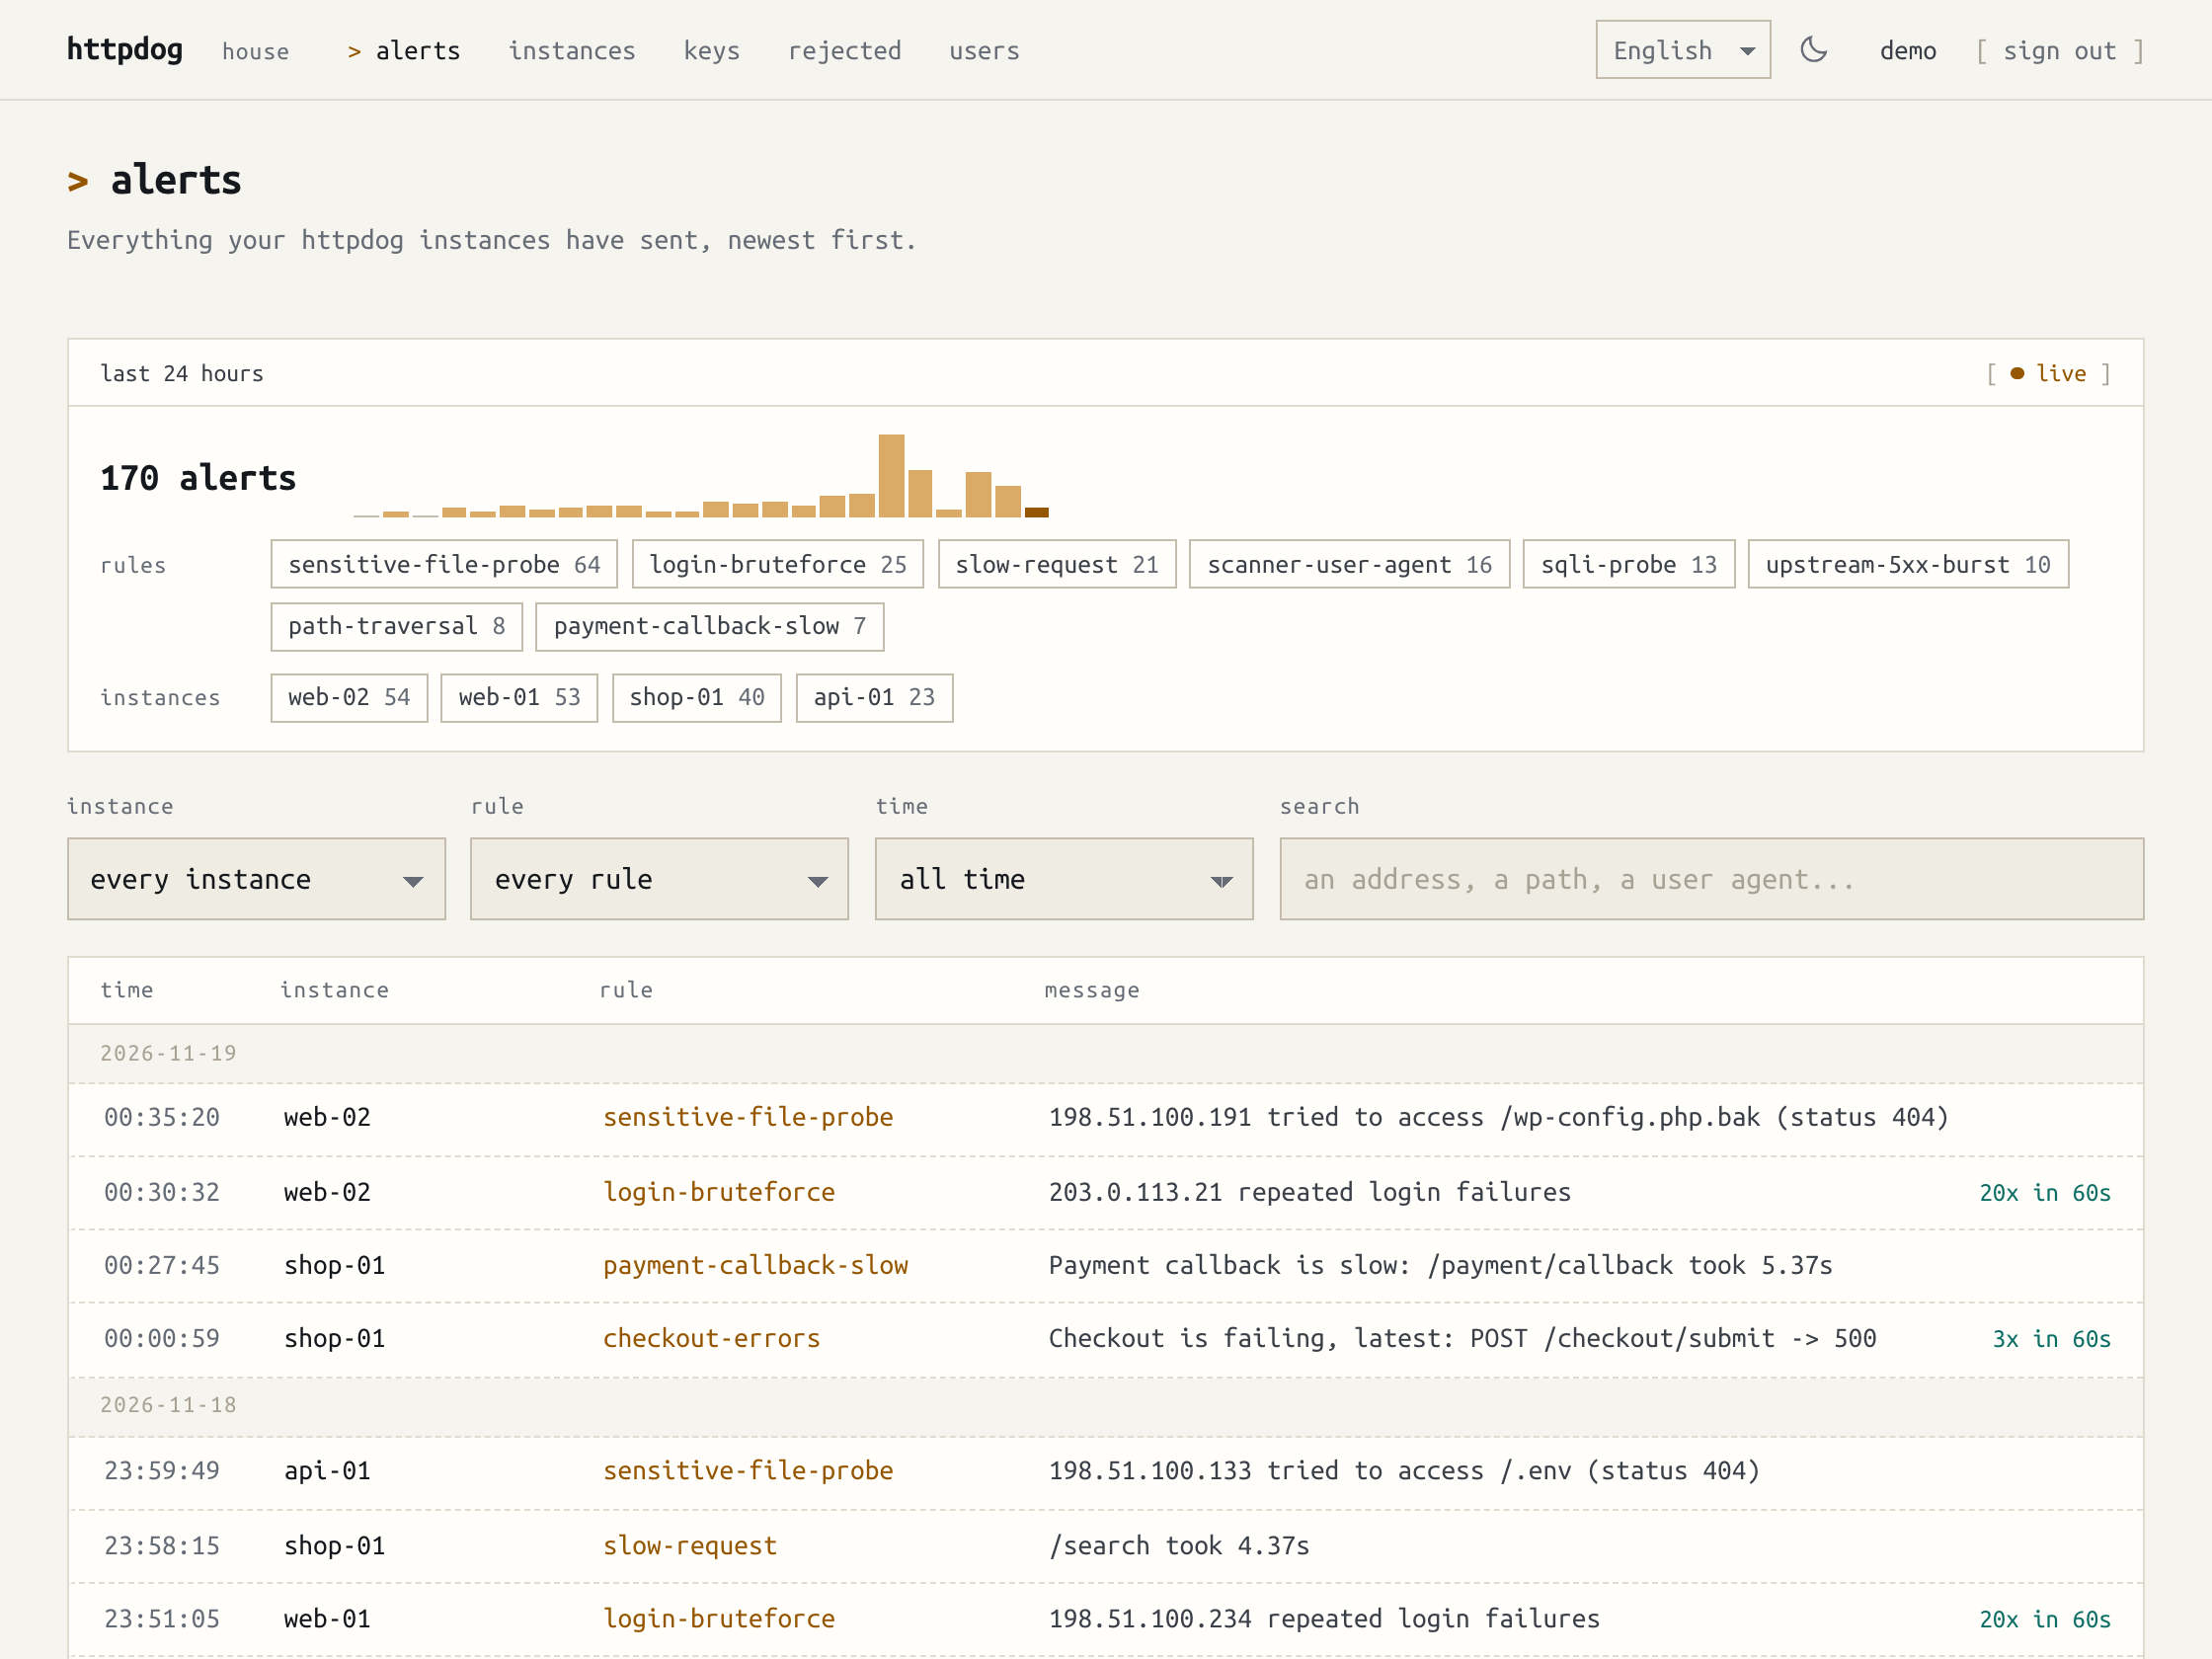 httpdog house > alerts instances keys rejected users English demo [ sign out ]
> alerts
Everything your httpdog instances have sent, newest first.
last 24 hours [ ● live ]
170 alerts
rules sensitive-file-probe 64 login-bruteforce 25 slow-request 21 scanner-user-agent 16 sqli-probe 13 upstream-5xx-burst 10
path-traversal 8 payment-callback-slow 7
instances web-02 54 web-01 53 shop-01 40 api-01 23
instance rule time search
every instance every rule all time an address, a path, a user agent...
time instance rule message
2026-11-19
00:35:20 web-02 sensitive-file-probe 198.51.100.191 tried to access /wp-config.php.bak (status 404)
00:30:32 web-02 login-bruteforce 203.0.113.21 repeated login failures 20x in 60s
00:27:45 shop-01 payment-callback-slow Payment callback is slow: /payment/callback took 5.37s
00:00:59 shop-01 checkout-errors Checkout is failing, latest: POST /checkout/submit -> 500 3x in 60s
2026-11-18
23:59:49 api-01 sensitive-file-probe 198.51.100.133 tried to access /.env (status 404)
23:58:15 shop-01 slow-request /search took 4.37s
23:51:05 web-01 login-bruteforce 198.51.100.234 repeated login failures 20x in 60s